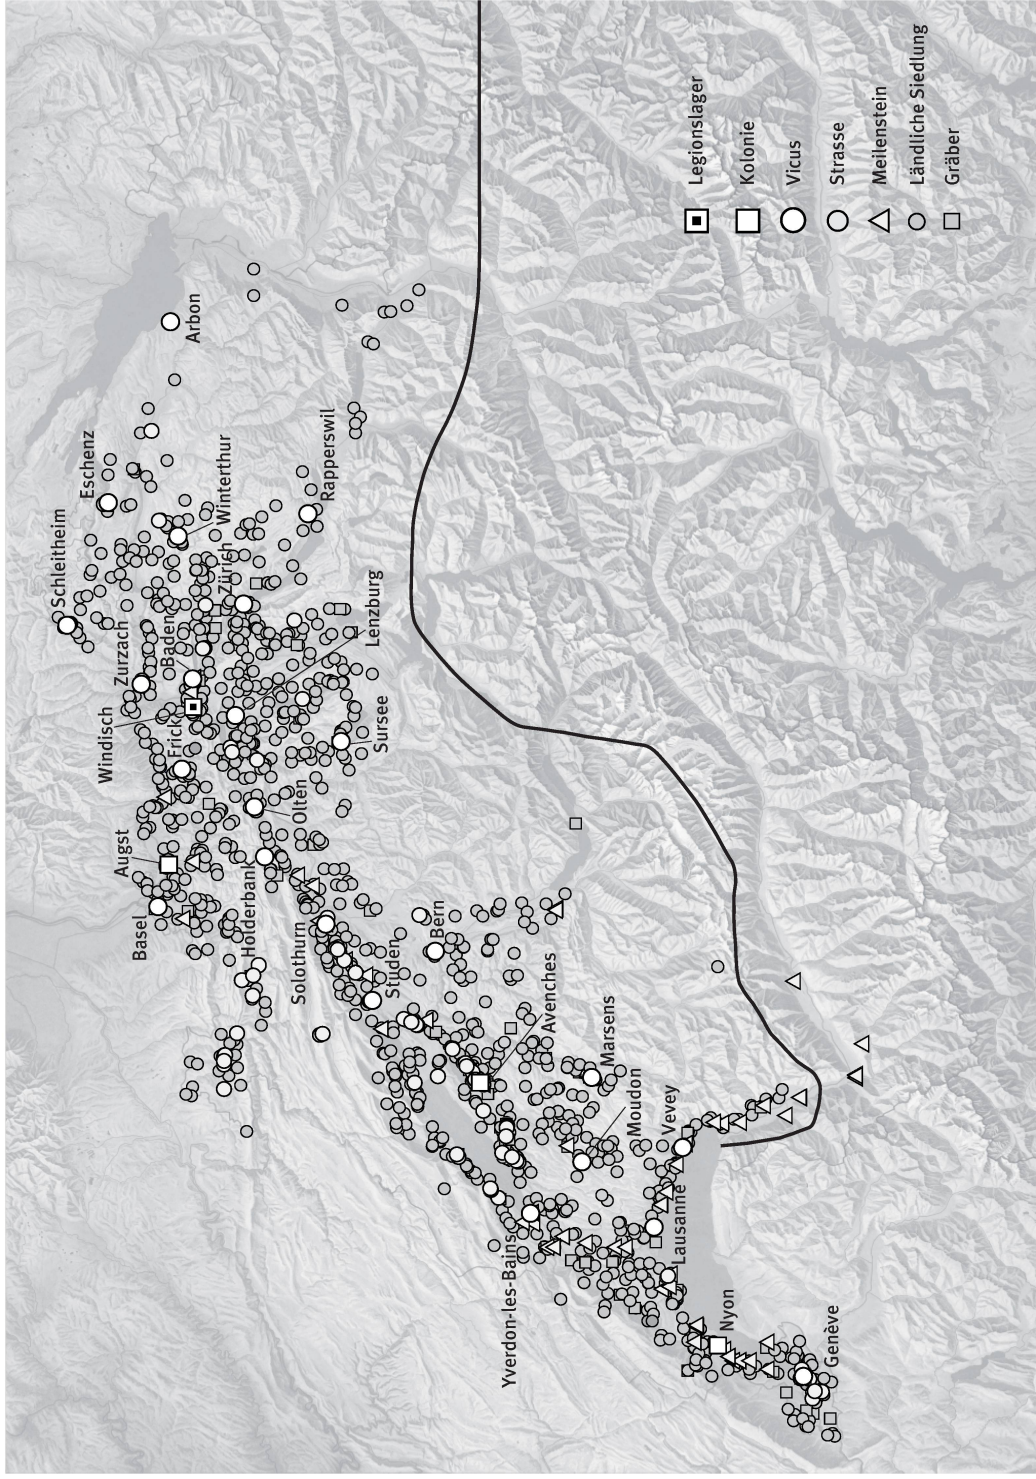 Schleitheim
Eschenz
Arbon
Winterthur
Rapperswil
Zürich
Zurzach
Baden
Windisch
Frick
Lenzburg
Sursee
Augst
Basel
Olten
Holderbank
Solothurn
Studen
Bern
Avenches
Marsens
Moudon
Vevey
Yverdon-les-Bains
Lausanne
Nyon
Genève
Legionslager
Kolonie
Vicus
Strasse
Meilenstein
Ländliche Siedlung
Gräber